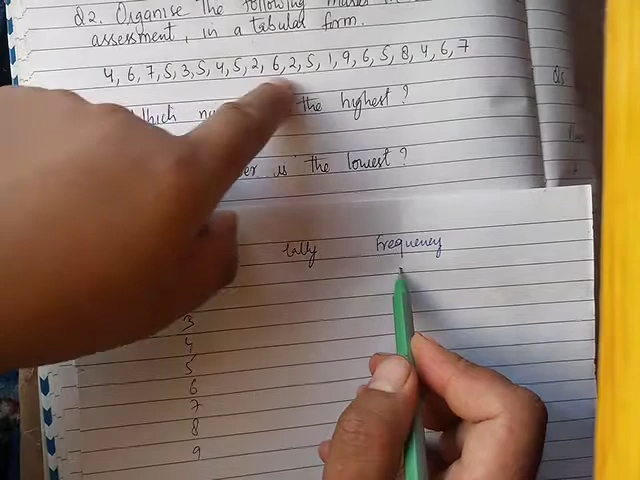 Q2. Organise the following marks
assessment, in a tabular form.
4, 6, 7, 5, 3, 5, 4, 5, 2, 6, 2, 5, 1, 9, 6, 5, 8, 4, 6, 7
Which the highest?
is the lowest?
tally Frequency
3
4
5
6
7
8
9